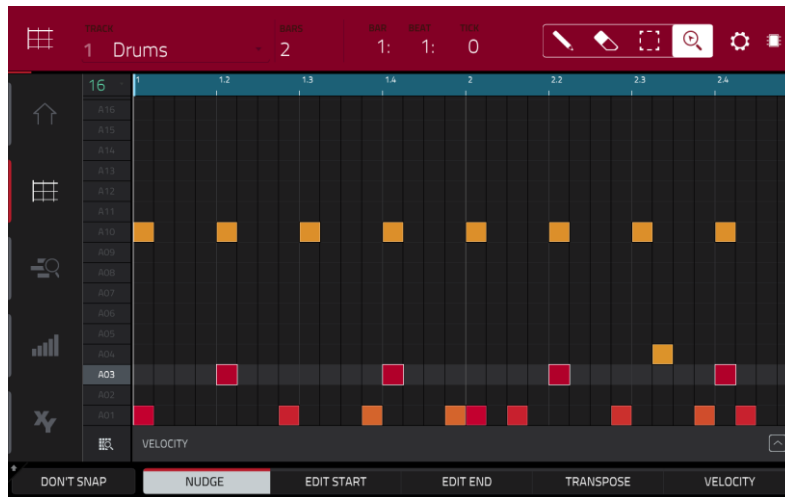 TRACK BARS BAR BEAT TICK
1 Drums 2 1: 1: 0
16 1 1.2 1.3 1.4 2 2.2 2.3 2.4
A16
A15
A14
A13
A12
A11
A10
A09
A08
A07
A06
A05
A04
A03
A02
A01
XY
VELOCITY
DON'T SNAP NUDGE EDIT START EDIT END TRANSPOSE VELOCITY